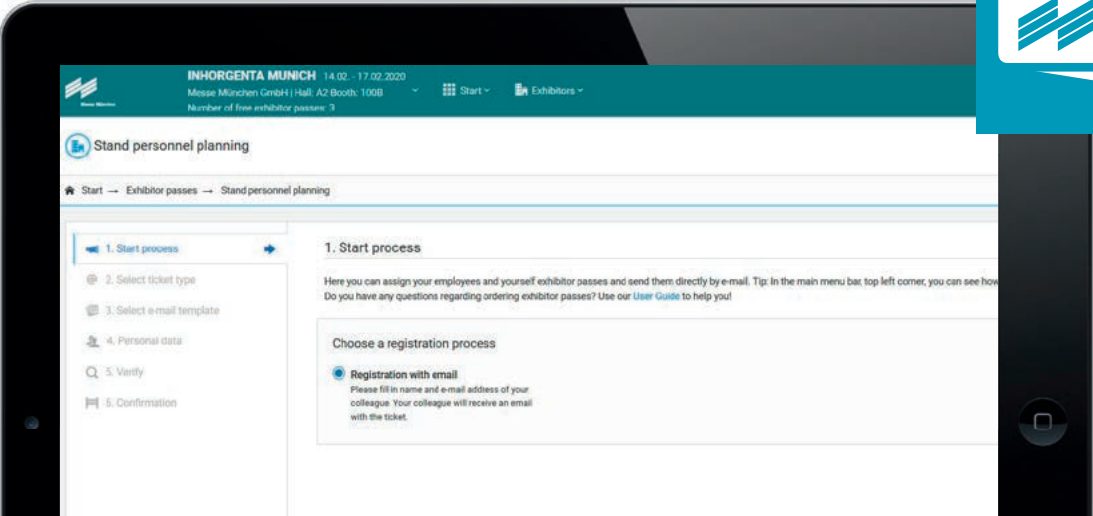 INHORGENTA MUNICH 14.02. - 17.02.2020
Messe München GmbH | Hall: A2 Booth: 100B
Number of free exhibitor passes: 3
Start
Exhibitors
Messe München
Stand personnel planning
Start → Exhibitor passes → Stand personnel planning
1. Start process
2. Select ticket type
3. Select e-mail template
4. Personal data
5. Verify
6. Confirmation
1. Start process
Here you can assign your employees and yourself exhibitor passes and send them directly by e-mail. Tip: In the main menu bar, top left corner, you can see how
Do you have any questions regarding ordering exhibitor passes? Use our User Guide to help you!
Choose a registration process
Registration with email
Please fill in name and e-mail address of your
colleague. Your colleague will receive an email
with the ticket.